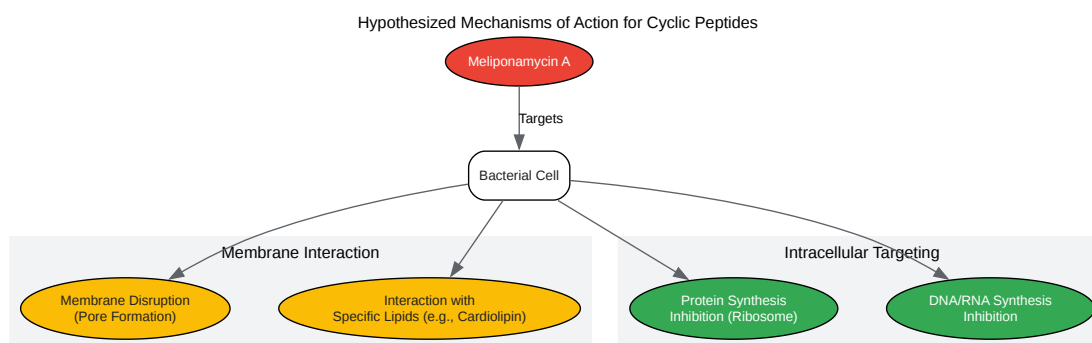 Hypothesized Mechanisms of Action for Cyclic Peptides
Meliponamycin A
Targets
Bacterial Cell
Membrane Interaction
Membrane Disruption
(Pore Formation)
Interaction with
Specific Lipids (e.g., Cardiolipin)
Intracellular Targeting
Protein Synthesis
Inhibition (Ribosome)
DNA/RNA Synthesis
Inhibition